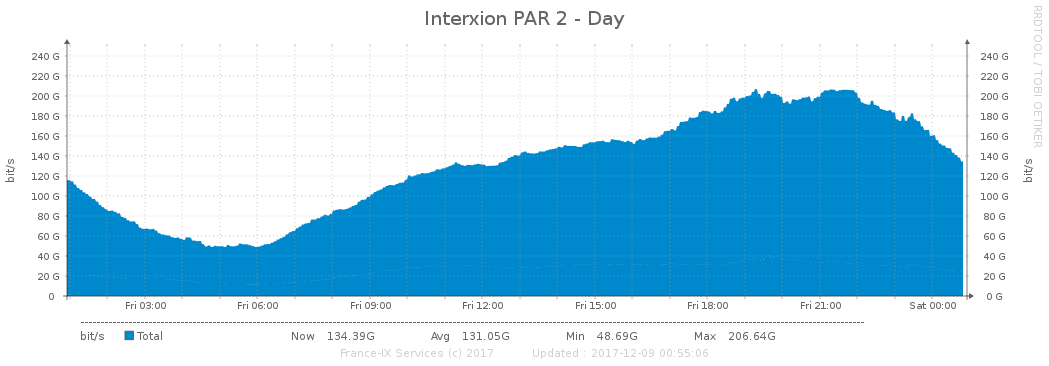 Interxion PAR 2 - Day
RRDTOOL / TOBI OETIKER
bit/s
240 G
220 G
200 G
180 G
160 G
140 G
120 G
100 G
80 G
60 G
40 G
20 G
0
240 G
220 G
200 G
180 G
160 G
140 G
120 G
100 G
80 G
60 G
40 G
20 G
0 G
bit/s
Fri 03:00 Fri 06:00 Fri 09:00 Fri 12:00 Fri 15:00 Fri 18:00 Fri 21:00 Sat 00:00
bit/s Total Now 134.39G Avg 131.05G Min 48.69G Max 206.64G
France-IX Services (c) 2017 Updated : 2017-12-09 00:55:06